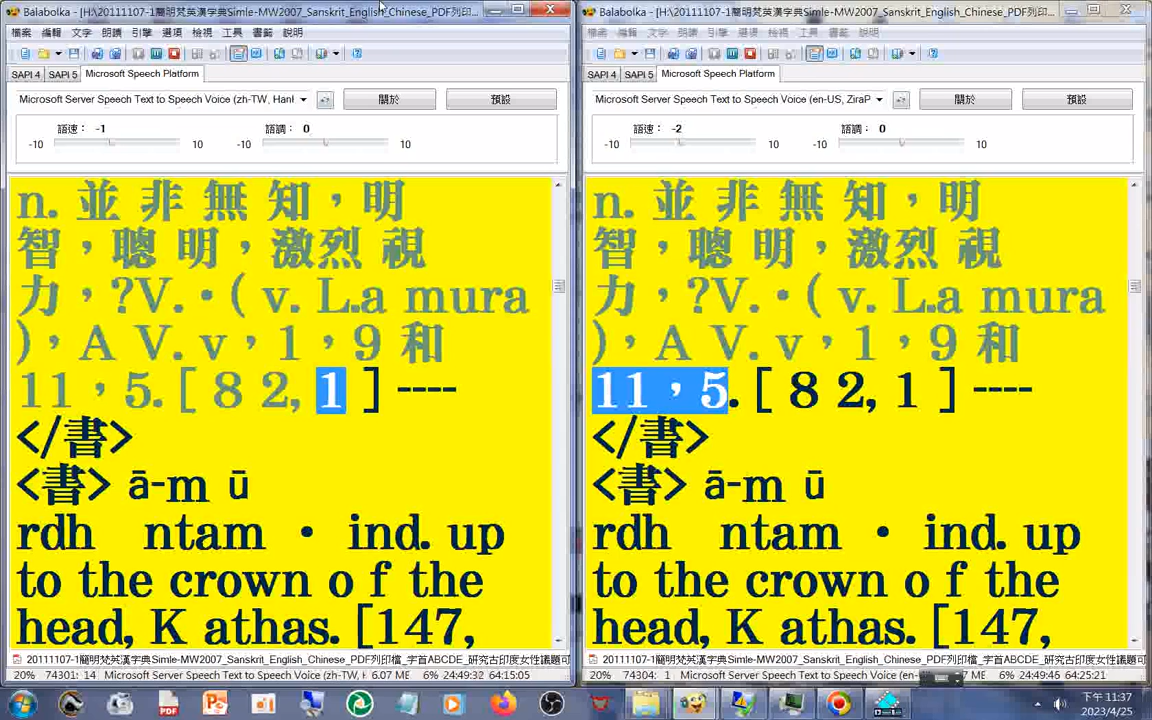 Balabolka - [H:\20111107-1簡明梵英漢字典Simle-MW2007_Sanskrit_English_Chinese_PDF列印...
檔案 編輯 文字 朗讀 引擎 選項 檢視 工具 書籤 說明
SAPI 4 SAPI 5 Microsoft Speech Platform
Microsoft Server Speech Text to Speech Voice (zh-TW, Hanl 關於 預設
語速： -1 語調： 0
-10 10 -10 10
n. 並 非 無 知，明
智，聰 明，激烈 視
力，?V.・( v. L.a mura
)，A V. v，1，9 和
11，5.[ 8 2, 1 ] ----
</書>
<書> ā-m ū
rdh ntam • ind. up
to the crown o f the
head, K athas. [147,
20111107-1簡明梵英漢字典Simle-MW2007_Sanskrit_English_Chinese_PDF列印檔_字首ABCDE_研究古印度女性議題可
20% 74301: 14 Microsoft Server Speech Text to Speech Voice (zh-TW, H 6.07 MB 6% 24:49:32 64:15:05
Balabolka - [H:\20111107-1簡明梵英漢字典Simle-MW2007_Sanskrit_English_Chinese_PDF列印...
檔案 編輯 文字 朗讀 引擎 選項 檢視 工具 書籤 說明
SAPI 4 SAPI 5 Microsoft Speech Platform
Microsoft Server Speech Text to Speech Voice (en-US, ZiraP 關於 預設
語速： -2 語調： 0
-10 10 -10 10
n. 並 非 無 知，明
智，聰 明，激烈 視
力，?V.・( v. L.a mura
)，A V. v，1，9 和
11，5.[ 8 2, 1 ] ----
</書>
<書> ā-m ū
rdh ntam • ind. up
to the crown o f the
head, K athas. [147,
20111107-1簡明梵英漢字典Simle-MW2007_Sanskrit_English_Chinese_PDF列印檔_字首ABCDE_研究古印度女性議題可
20% 74304: 1 Microsoft Server Speech Text to Speech Voice (en-US, 6.07 MB 6% 24:59:46 64:25:21
下午 11:37
2023/4/25